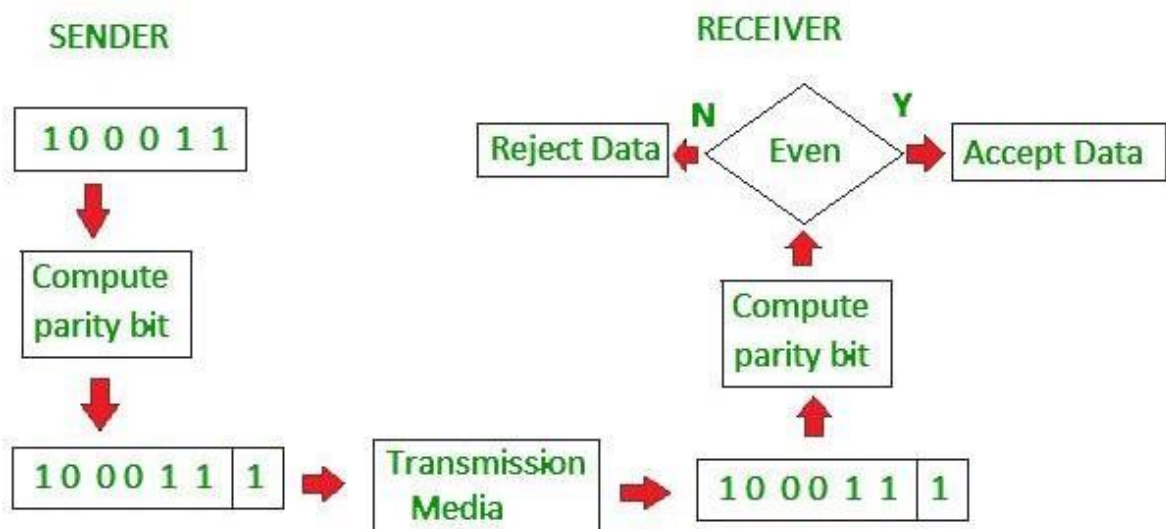 SENDER
1 0 0 0 1 1
Compute
parity bit
1 0 0 0 1 1 1
Transmission
Media
RECEIVER
1 0 0 0 1 1 1
Compute
parity bit
Even
N
Y
Reject Data
Accept Data